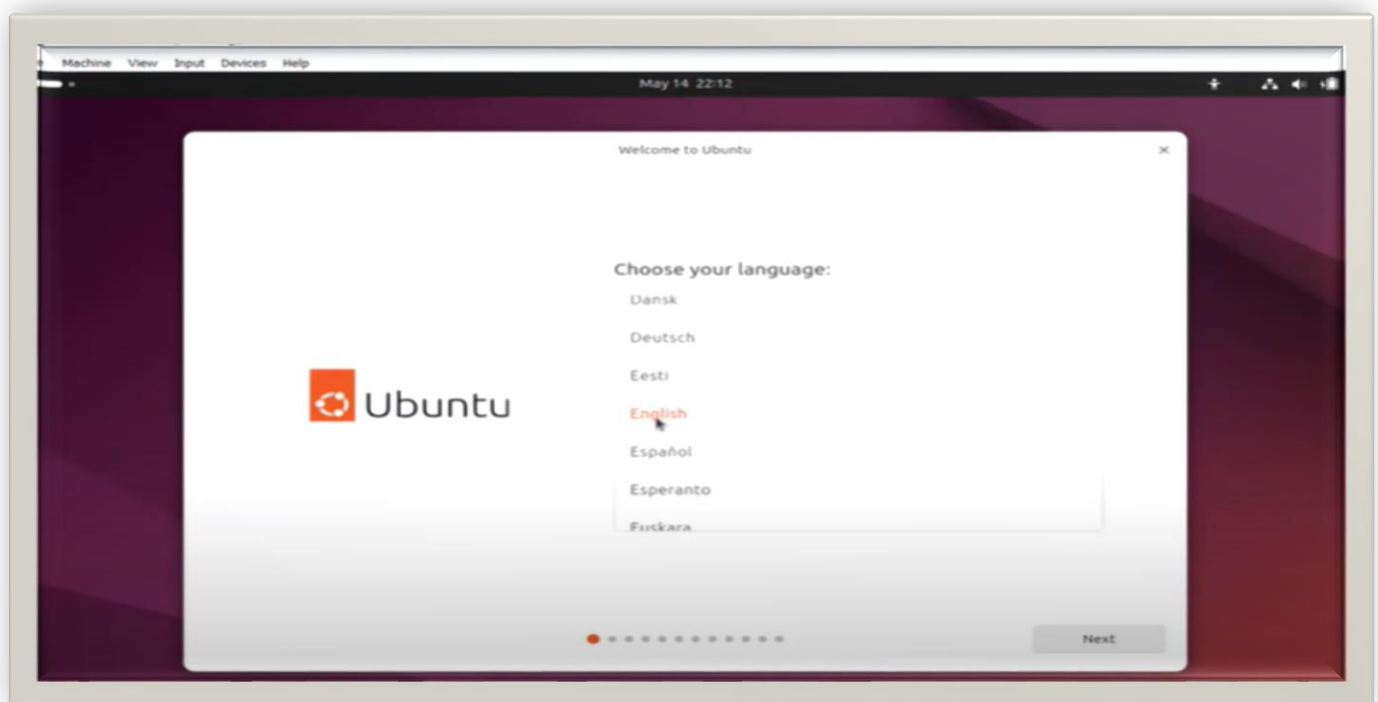 Machine View Input Devices Help
May 14 22:12
Welcome to Ubuntu
Choose your language:
Dansk
Deutsch
Eesti
English
Español
Esperanto
Euskara
Ubuntu
Next